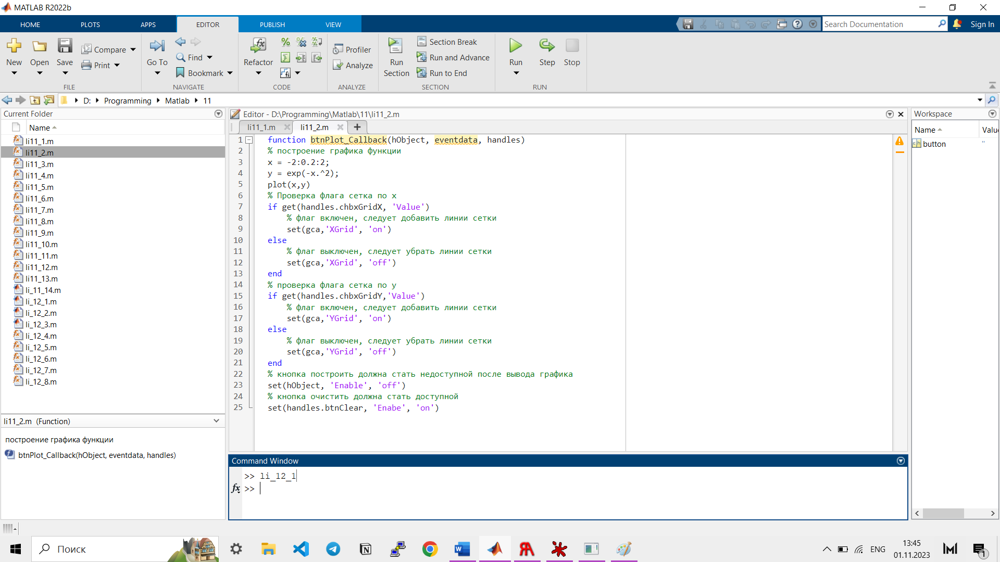 MATLAB R2022b
HOME PLOTS APPS EDITOR PUBLISH VIEW
Search Documentation
Sign In
New
Open
Save
Compare
Print
FILE
Go To
Find
Bookmark
NAVIGATE
Refactor
CODE
Profiler
Analyze
ANALYZE
Run Section
Section Break
Run and Advance
Run to End
SECTION
Run
Step
Stop
RUN
D: Programming Matlab 11
Current Folder
Name
li11_1.m
li11_2.m
li11_3.m
li11_4.m
li11_5.m
li11_6.m
li11_7.m
li11_8.m
li11_9.m
li11_10.m
li11_11.m
li11_12.m
li11_13.m
li_11_14.m
li_12_1.m
li_12_2.m
li_12_3.m
li_12_4.m
li_12_5.m
li_12_6.m
li_12_7.m
li_12_8.m
li11_2.m (Function)
построение графика функции
btnPlot_Callback(hObject, eventdata, handles)
Editor - D:\Programming\Matlab\11\li11_2.m
li11_1.m li11_2.m
1 function btnPlot_Callback(hObject, eventdata, handles)
2 % построение графика функции
3 x = -2:0.2:2;
4 y = exp(-x.^2);
5 plot(x,y)
6 % Проверка флага сетка по x
7 if get(handles.chbxGridX, 'Value')
8 % флаг включен, следует добавить линии сетки
9 set(gca,'XGrid', 'on')
10 else
11 % флаг выключен, следует убрать линии сетки
12 set(gca,'XGrid', 'off')
13 end
14 % проверка флага сетка по y
15 if get(handles.chbxGridY,'Value')
16 % флаг включен, следует добавить линии сетки
17 set(gca,'YGrid', 'on')
18 else
19 % флаг выключен, следует убрать линии сетки
20 set(gca,'YGrid', 'off')
21 end
22 % кнопка построить должна стать недоступной после вывода графика
23 set(hObject, 'Enable', 'off')
24 % кнопка очистить должна стать доступной
25 set(handles.btnClear, 'Enabe', 'on')
Command Window
>> li_12_1
fx >>
Workspace
Name Valu
button ''
Поиск
ENG
13:45
01.11.2023
1